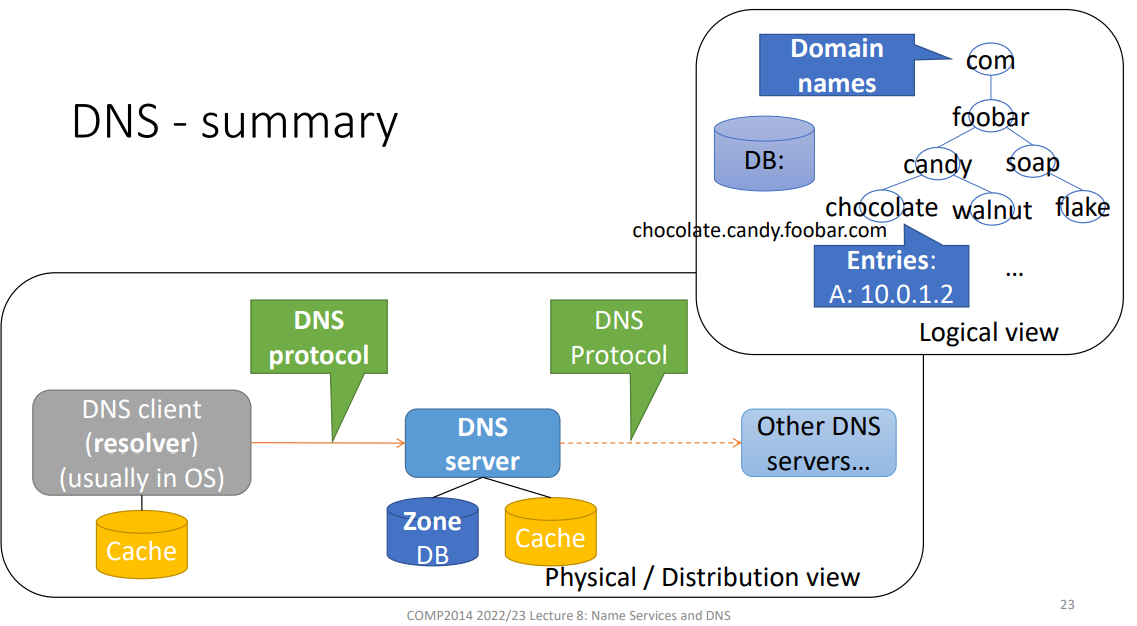 DNS - summary
Domain
names
com
foobar
DB:
candy
soap
chocolate
walnut
flake
chocolate.candy.foobar.com
Entries:
A: 10.0.1.2
...
Logical view
DNS
protocol
DNS
Protocol
DNS client
(resolver)
(usually in OS)
DNS
server
Other DNS
servers...
Cache
Zone
DB
Cache
Physical / Distribution view
COMP2014 2022/23 Lecture 8: Name Services and DNS
23